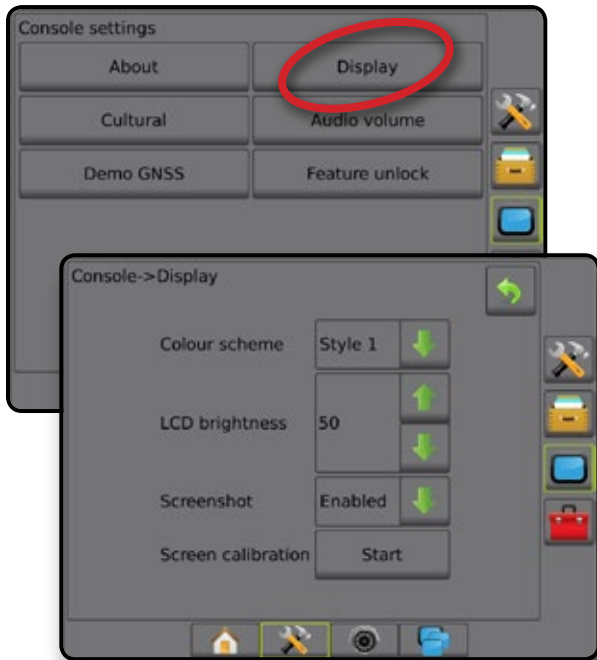 Console settings
About Display
Cultural Audio volume
Demo GNSS Feature unlock
Console->Display
Colour scheme Style 1
LCD brightness 50
Screenshot Enabled
Screen calibration Start